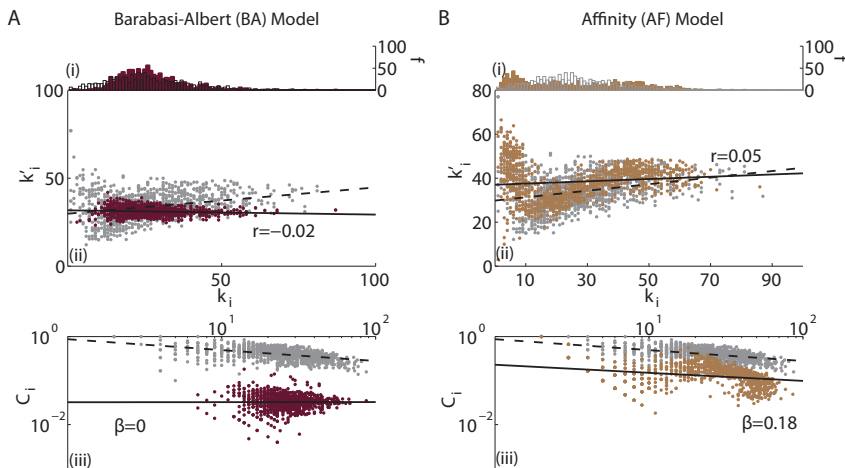 A Barabasi-Albert (BA) Model
(i)
100
50
0
f
100
50
0
k'i
r=−0.02
(ii)
50
100
ki
10^1
10^2
10^0
10^−2
Ci
β=0
(iii)
B Affinity (AF) Model
(i)
100
50
0
f
80
60
40
20
0
k'i
r=0.05
(ii)
10
30
50
70
90
ki
10^1
10^2
10^0
10^−2
Ci
β=0.18
(iii)